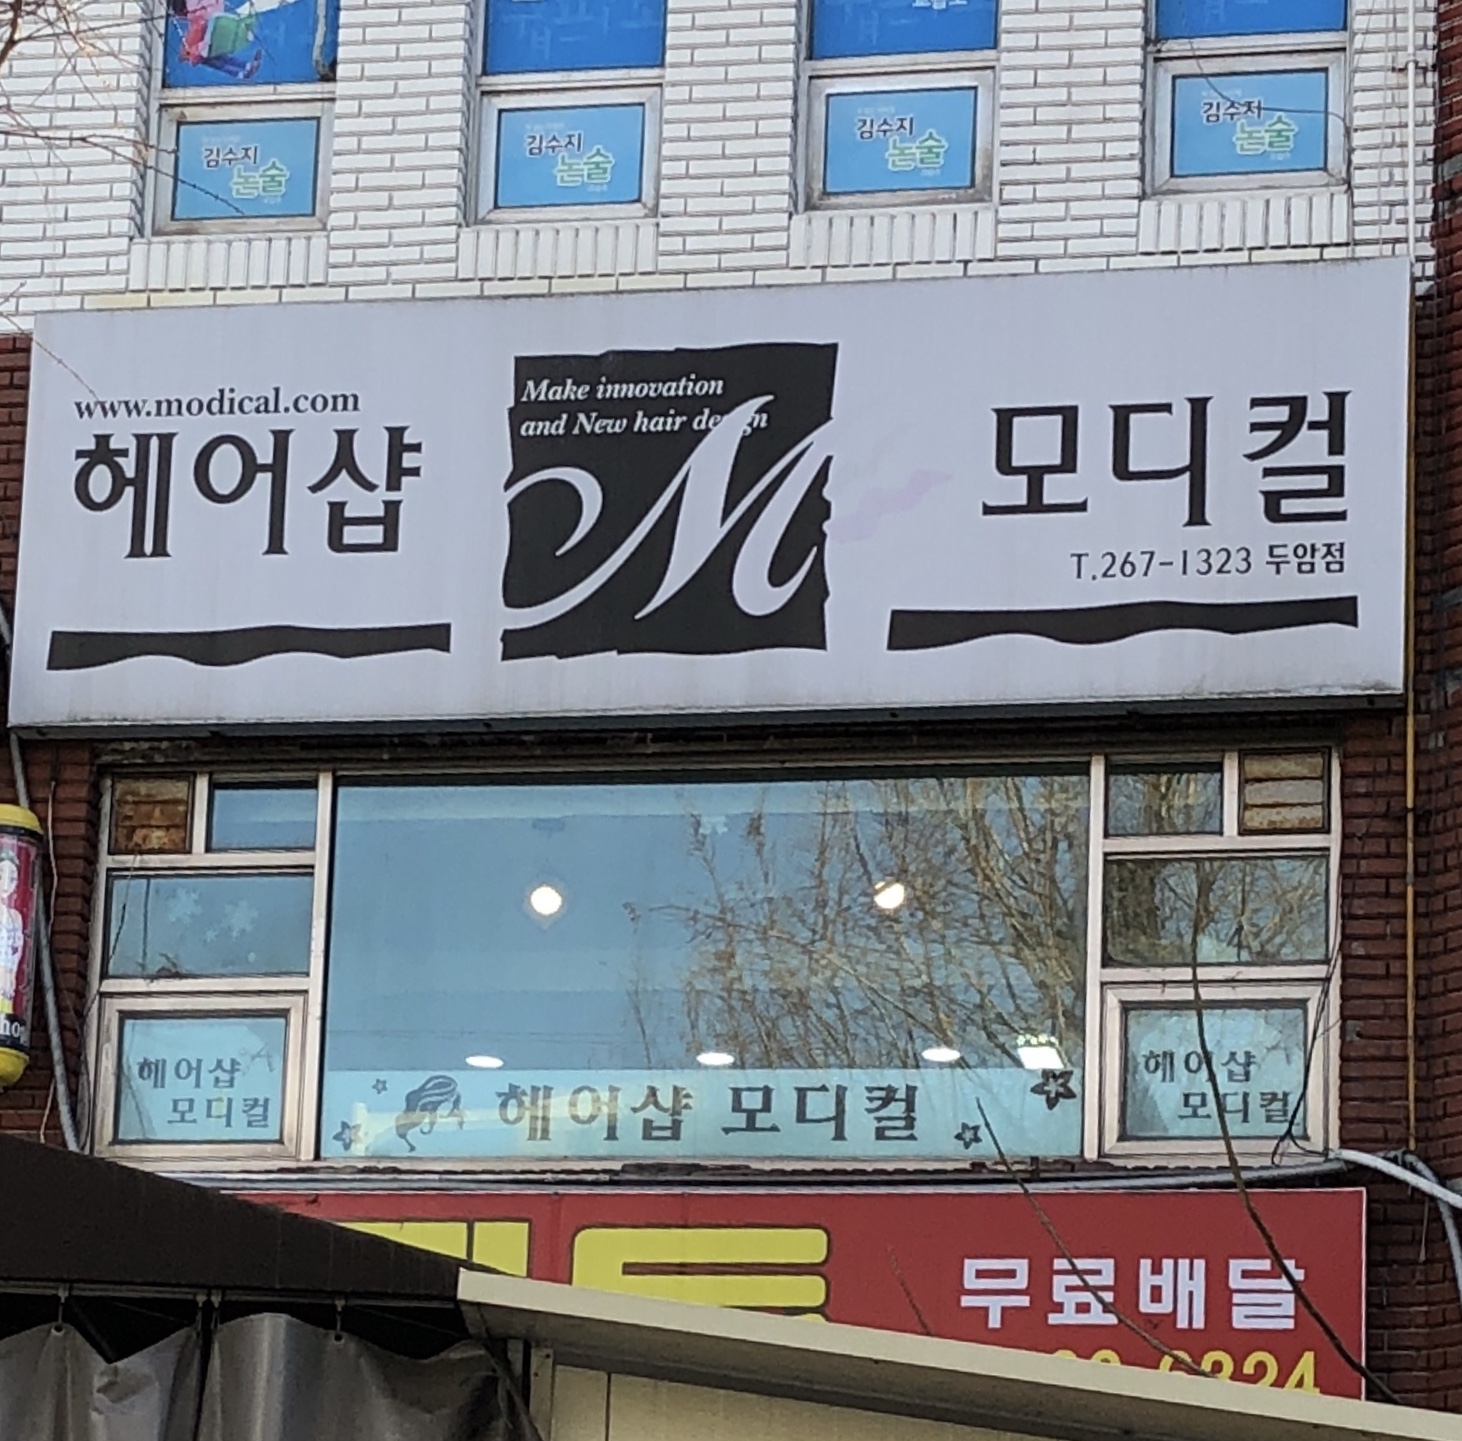 김수지
논술
김수지
논술
김수지
논술
김수지
논술
www.modical.com
헤어샵
Make innovation
and New hair design
M
모디컬
T.267-1323 두암점
헤어샵
모디컬
헤어샵 모디컬
헤어샵
모디컬
무료배달